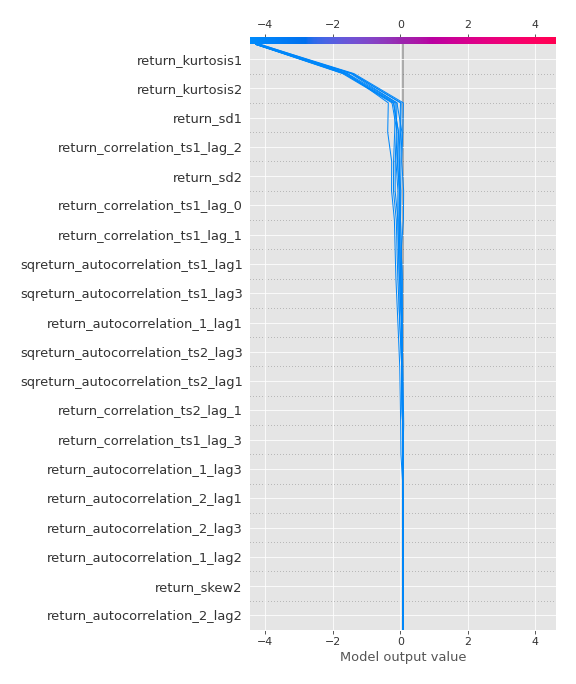 −4 −2 0 2 4
return_kurtosis1
return_kurtosis2
return_sd1
return_correlation_ts1_lag_2
return_sd2
return_correlation_ts1_lag_0
return_correlation_ts1_lag_1
sqreturn_autocorrelation_ts1_lag1
sqreturn_autocorrelation_ts1_lag3
return_autocorrelation_1_lag1
sqreturn_autocorrelation_ts2_lag3
sqreturn_autocorrelation_ts2_lag1
return_correlation_ts2_lag_1
return_correlation_ts1_lag_3
return_autocorrelation_1_lag3
return_autocorrelation_2_lag1
return_autocorrelation_2_lag3
return_autocorrelation_1_lag2
return_skew2
return_autocorrelation_2_lag2
−4 −2 0 2 4
Model output value